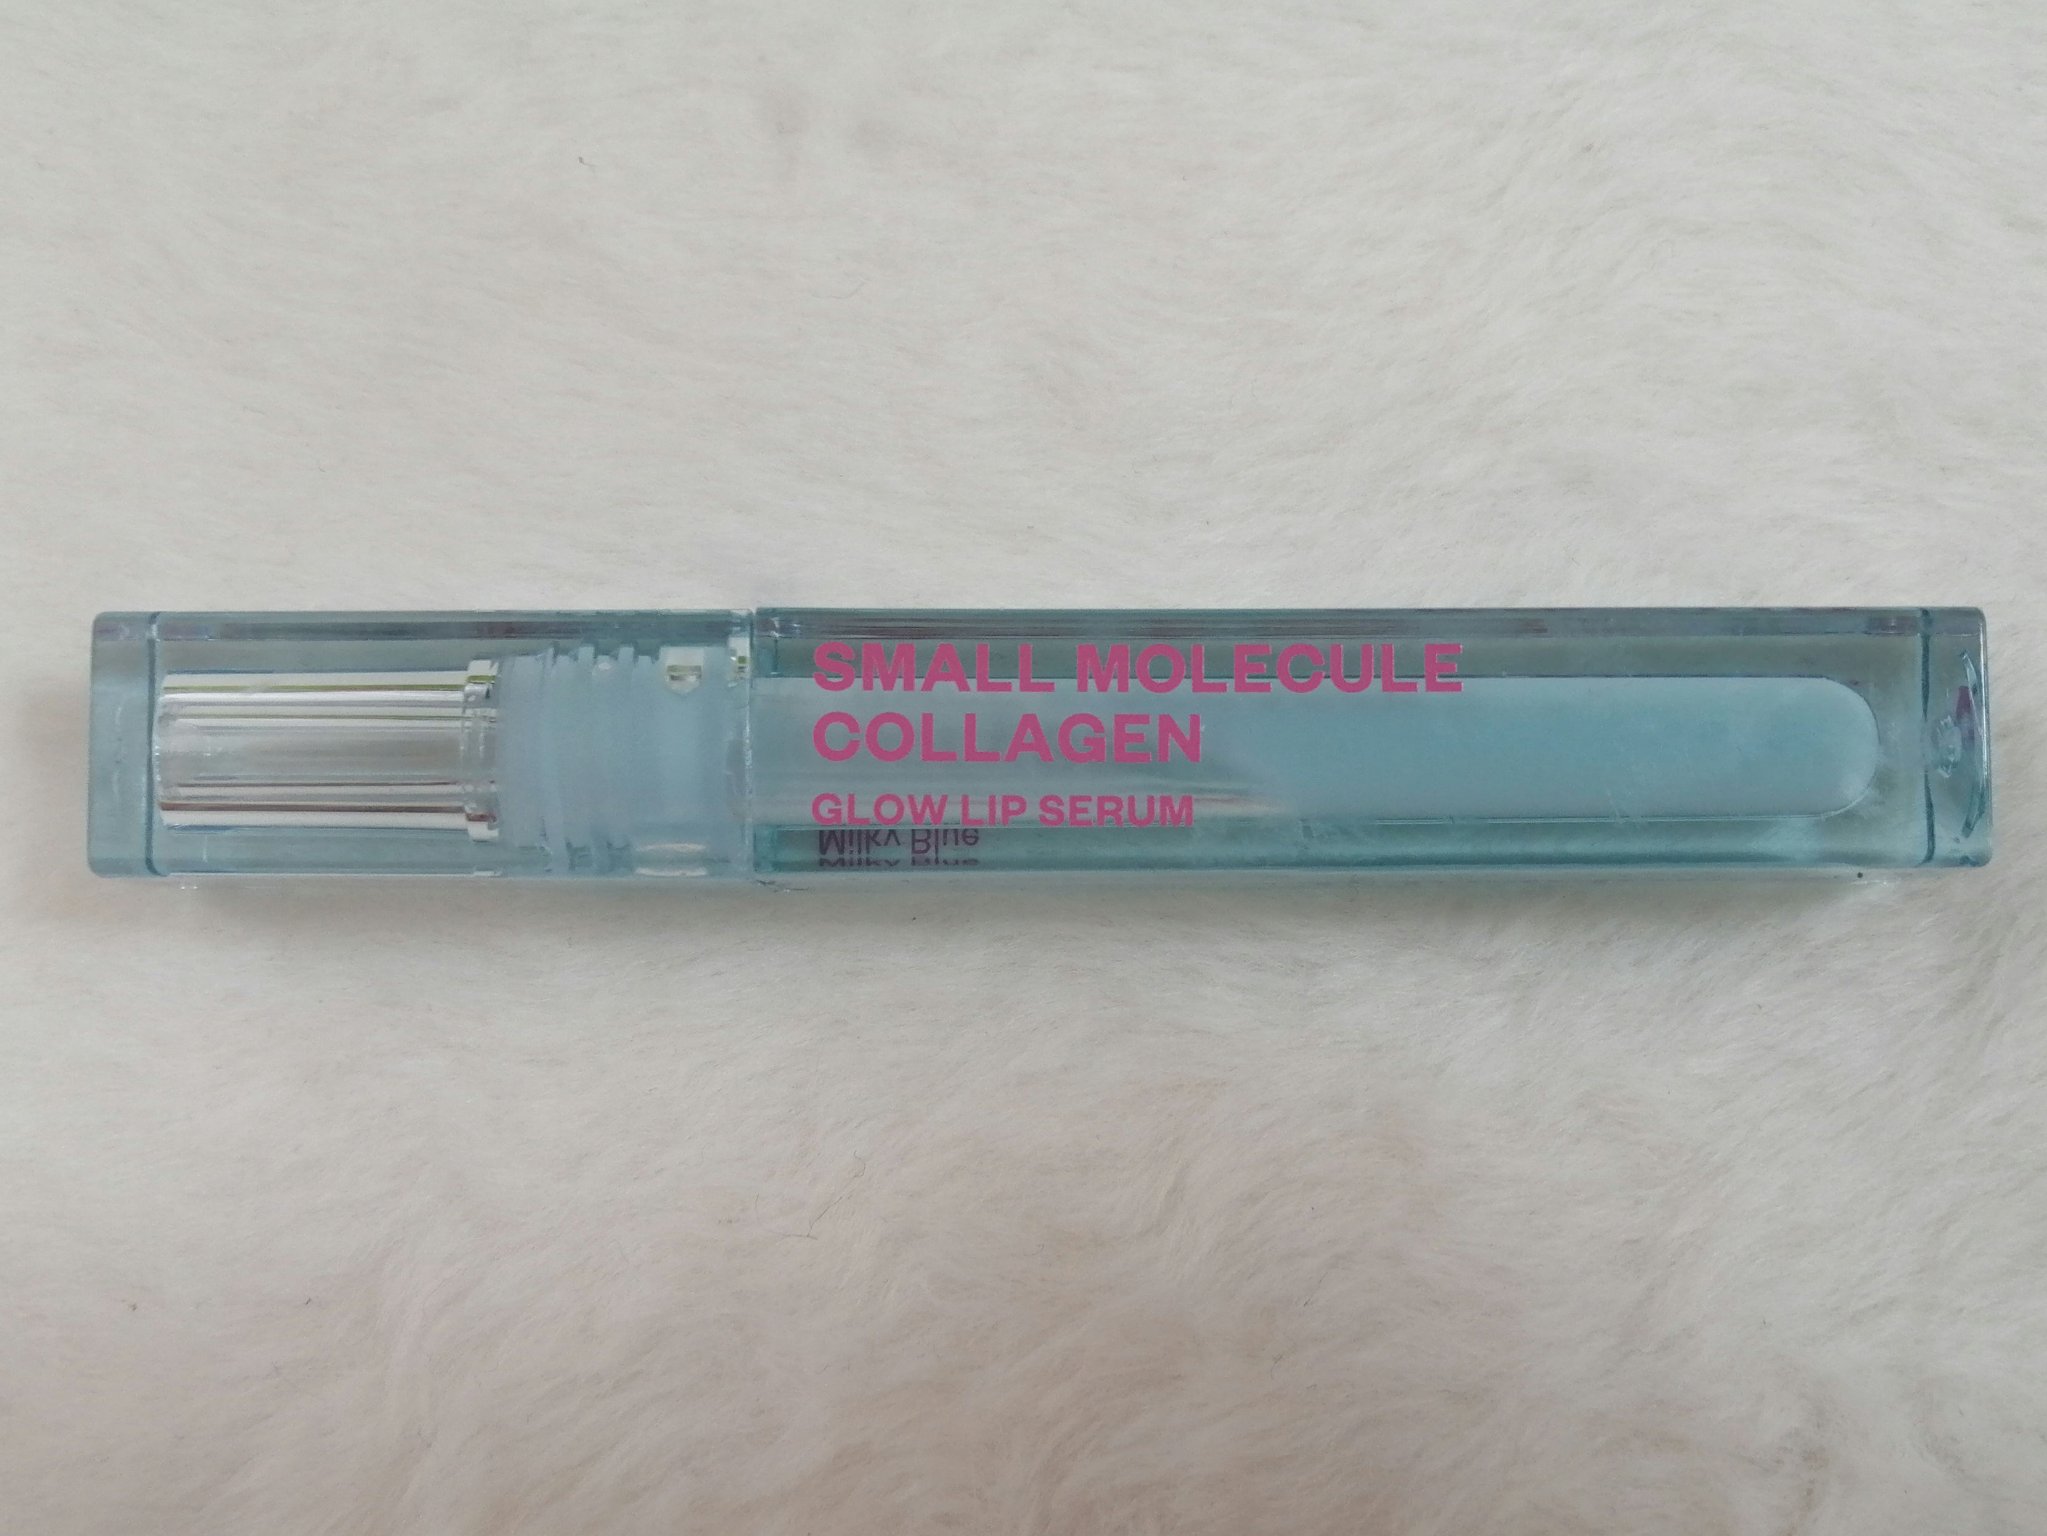 SMALL MOLECULE
COLLAGEN
GLOW LIP SERUM
Milky Blue